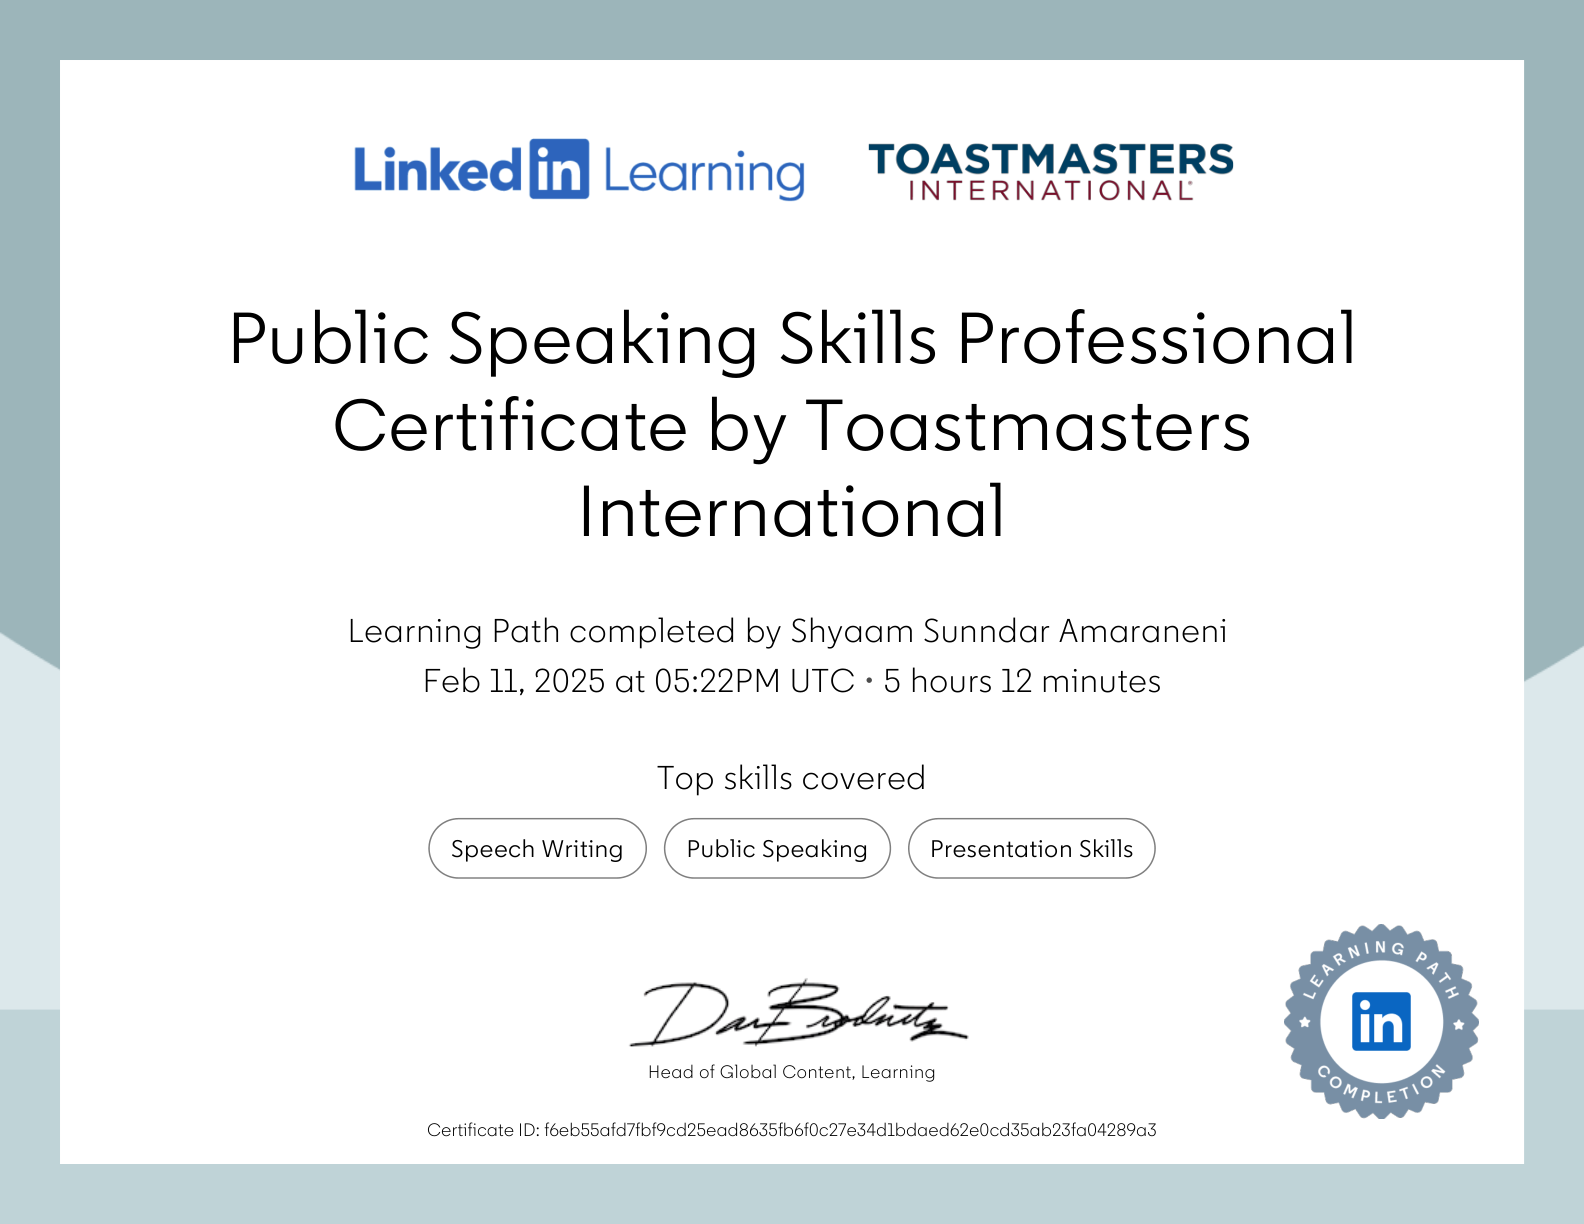 LinkedIn Learning
TOASTMASTERS
INTERNATIONAL®
Public Speaking Skills Professional
Certificate by Toastmasters
International
Learning Path completed by Shyaam Sunndar Amaraneni
Feb 11, 2025 at 05:22PM UTC • 5 hours 12 minutes
Top skills covered
Speech Writing
Public Speaking
Presentation Skills
Dan Brodnitz
Head of Global Content, Learning
Certificate ID: f6eb55afd7fbf9cd25ead8635fb6f0c27e34d1bdaed62e0cd35ab23fa04289a3
LEARNING PATH
in
COMPLETION